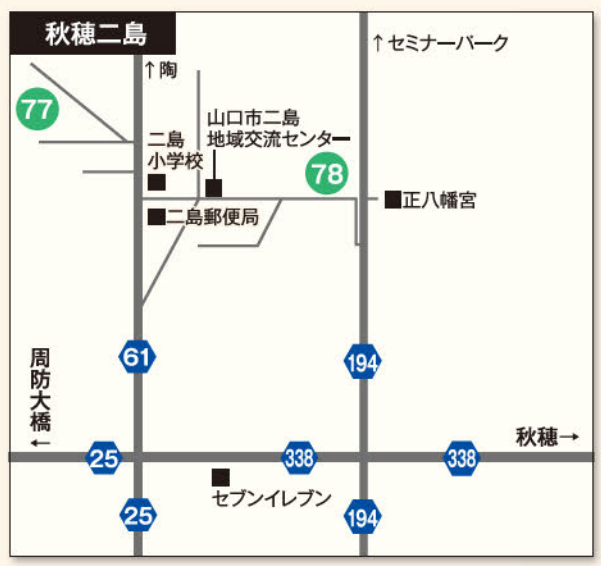 秋穂二島
↑陶
↑セミナーパーク
77
二島
小学校
山口市二島
地域交流センター
78
正八幡宮
二島郵便局
61
194
周防大橋
←
秋穂→
25
338
338
セブンイレブン
25
194